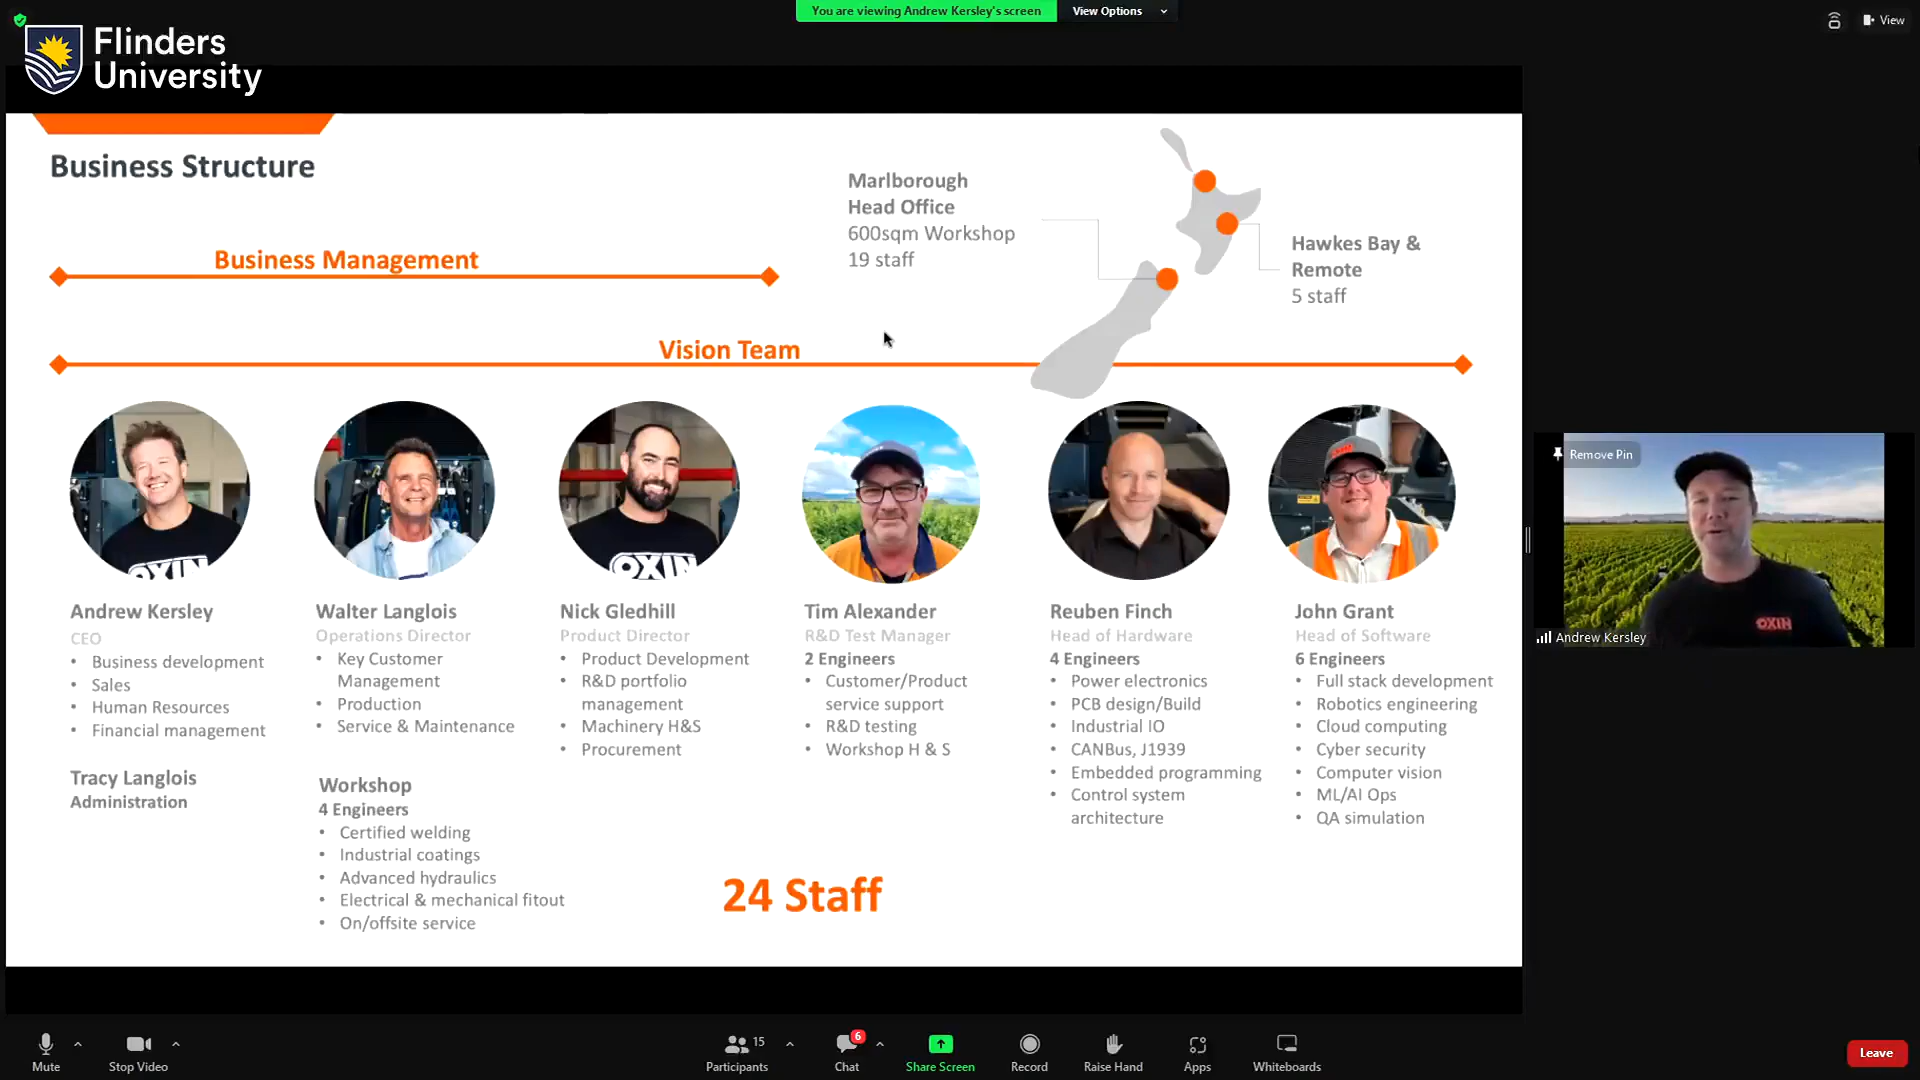 You are viewing Andrew Kersley's screen
View Options
View
Flinders
University
Business Structure
Marlborough
Head Office
600sqm Workshop
19 staff
Hawkes Bay &
Remote
5 staff
Business Management
Vision Team
OXIN
OXIN
Andrew Kersley
CEO
• Business development
• Sales
• Human Resources
• Financial management
Tracy Langlois
Administration
Walter Langlois
Operations Director
• Key Customer
Management
• Production
• Service & Maintenance
Workshop
4 Engineers
• Certified welding
• Industrial coatings
• Advanced hydraulics
• Electrical & mechanical fitout
• On/offsite service
Nick Gledhill
Product Director
• Product Development
• R&D portfolio
management
• Machinery H&S
• Procurement
Tim Alexander
R&D Test Manager
2 Engineers
• Customer/Product
service support
• R&D testing
• Workshop H & S
Reuben Finch
Head of Hardware
4 Engineers
• Power electronics
• PCB design/Build
• Industrial IO
• CANBus, J1939
• Embedded programming
• Control system
architecture
John Grant
Head of Software
6 Engineers
• Full stack development
• Robotics engineering
• Cloud computing
• Cyber security
• Computer vision
• ML/AI Ops
• QA simulation
24 Staff
Remove Pin
OXIN
Andrew Kersley
Mute
Stop Video
Participants
15
Chat
6
Share Screen
Record
Raise Hand
Apps
Whiteboards
Leave